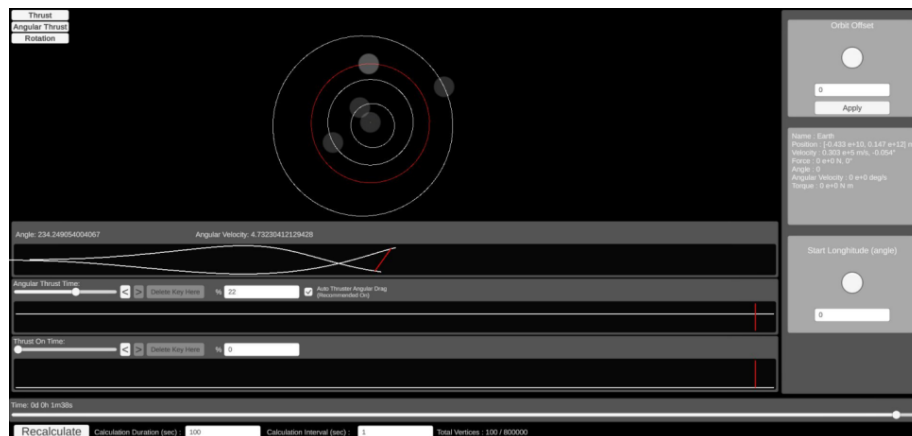 Thrust
Angular Thrust
Rotation
Orbit Offset
0
Apply
Name : Earth
Position : [-0.433 e+10, 0.147 e+12] m
Velocity : 0.303 e+5 m/s, -0.054°
Force : 0 e+0 N, 0°
Angle : 0
Angular Velocity : 0 e+0 deg/s
Torque : 0 e+0 N m
Angle: 234.249054004067 Angular Velocity: 4.73230412129428
Start Longhitude (angle)
0
Angular Thrust Time:
< > Delete Key Here % 22 Auto Thruster Angular Drag
(Recommended On)
Thrust On Time:
< > Delete Key Here % 0
Time: 0d 0h 1m38s
Recalculate Calculation Duration (sec) : 100 Calculation Interval (sec) : 1 Total Vertices : 100 / 800000